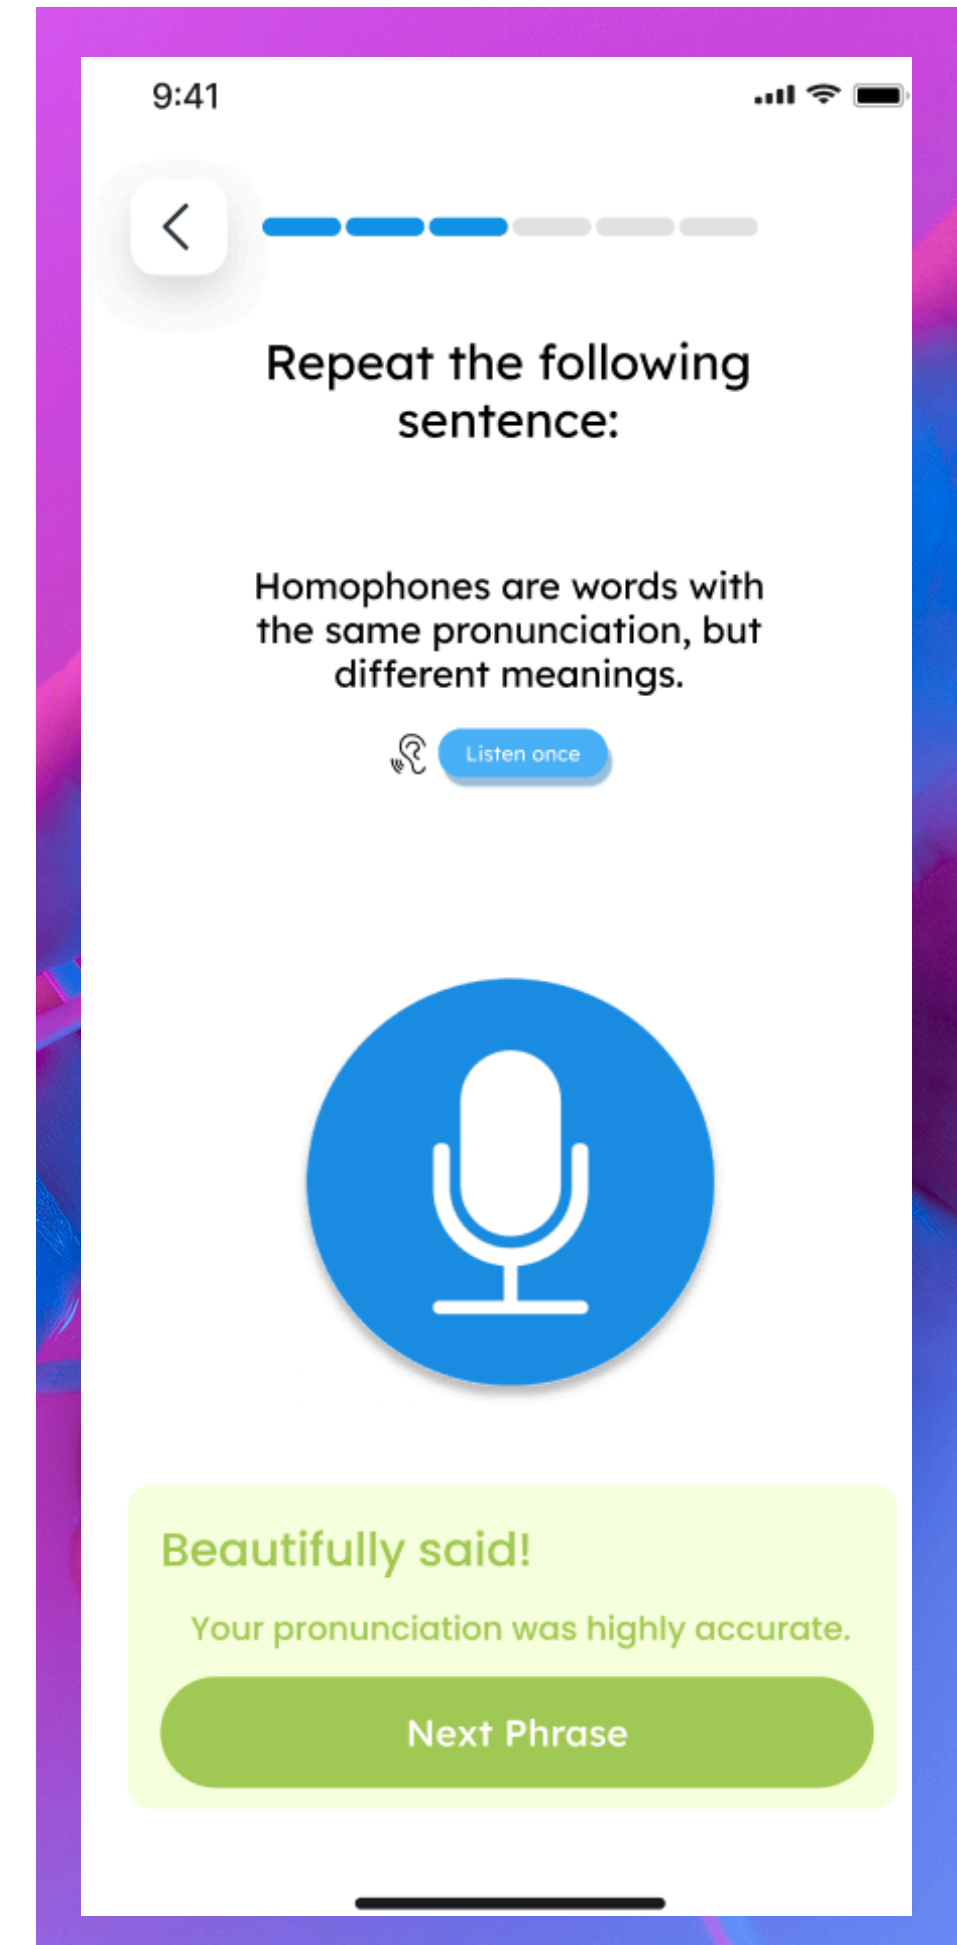 9:41
Repeat the following
sentence:
Homophones are words with
the same pronunciation, but
different meanings.
Listen once
Beautifully said!
Your pronunciation was highly accurate.
Next Phrase